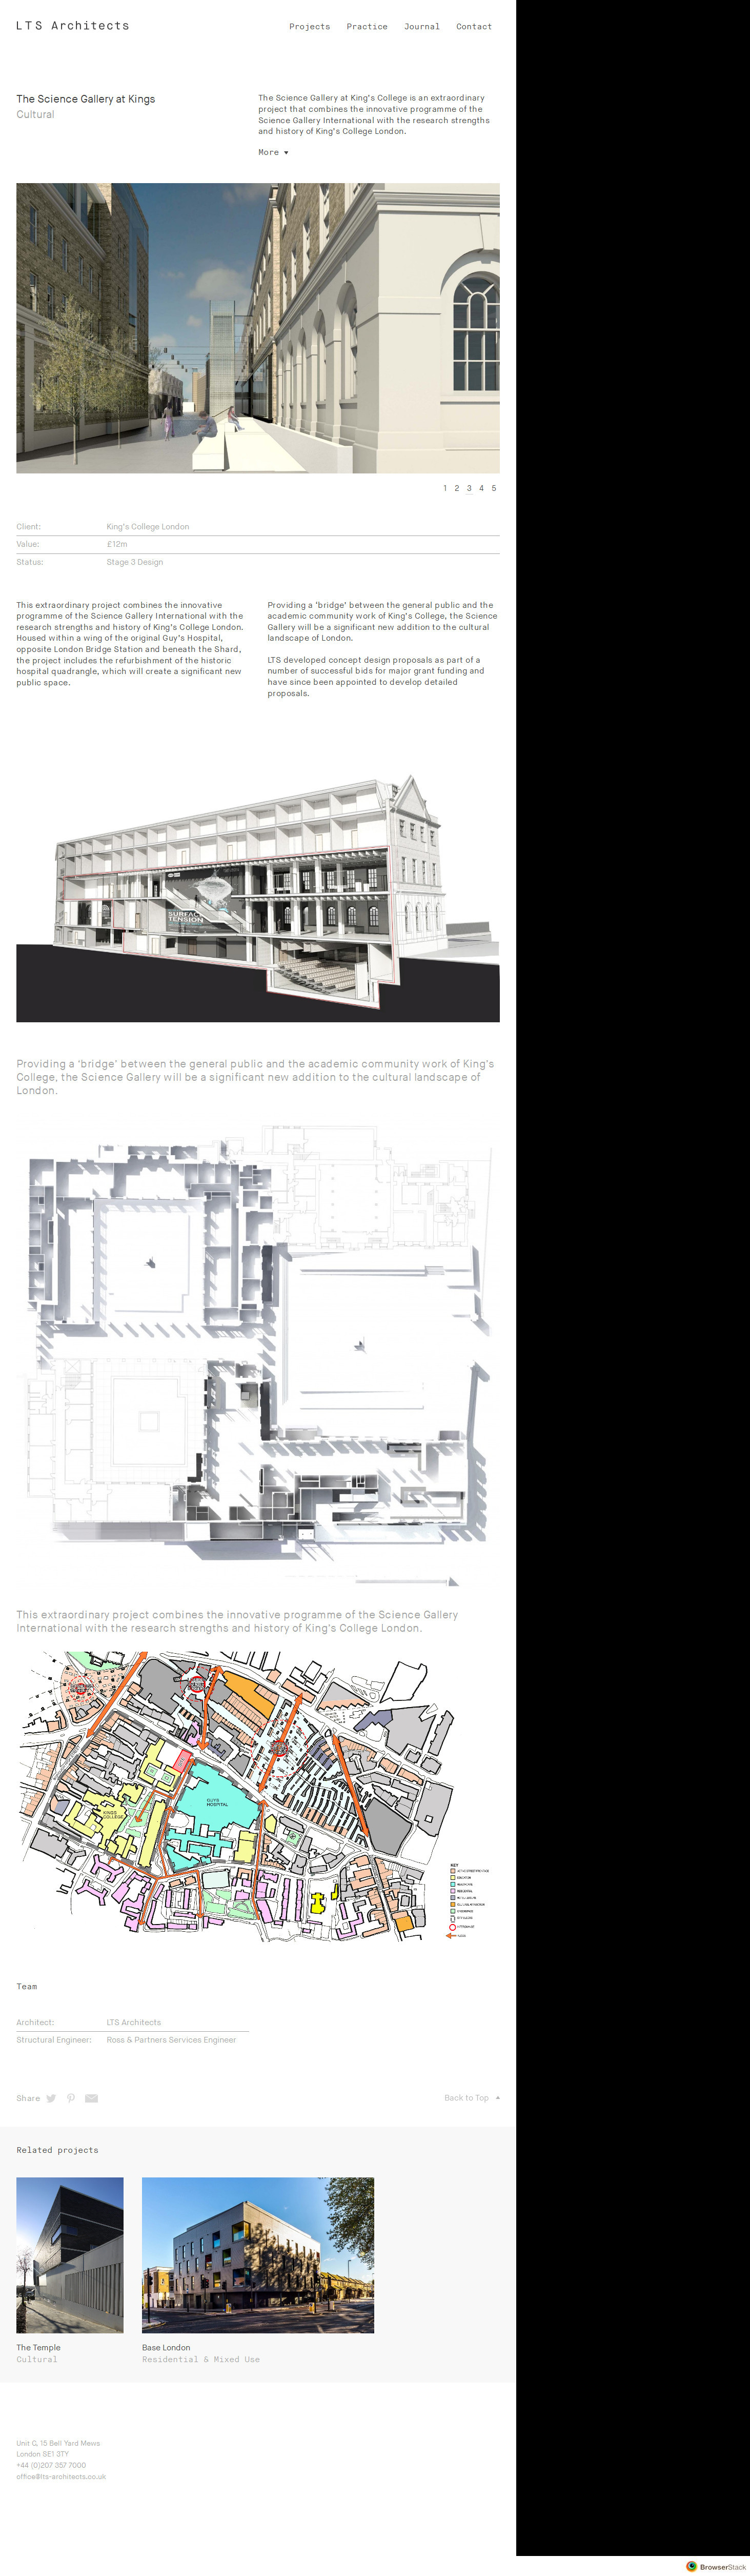 LTS Architects
Projects Practice Journal Contact
The Science Gallery at Kings
Cultural
The Science Gallery at King's College is an extraordinary
project that combines the innovative programme of the
Science Gallery International with the research strengths
and history of King's College London.
More
1 2 3 4 5
Client: King's College London
Value: £12m
Status: Stage 3 Design
This extraordinary project combines the innovative
programme of the Science Gallery International with the
research strengths and history of King's College London.
Housed within a wing of the original Guy's Hospital,
opposite London Bridge Station and beneath the Shard,
the project includes the refurbishment of the historic
hospital quadrangle, which will create a significant new
public space.
Providing a 'bridge' between the general public and the
academic community work of King's College, the Science
Gallery will be a significant new addition to the cultural
landscape of London.
LTS developed concept design proposals as part of a
number of successful bids for major grant funding and
have since been appointed to develop detailed
proposals.
SURFACE
TENSION
Providing a 'bridge' between the general public and the academic community work of King's
College, the Science Gallery will be a significant new addition to the cultural landscape of
London.
This extraordinary project combines the innovative programme of the Science Gallery
International with the research strengths and history of King's College London.
GUYS
HOSPITAL
KINGS
COLLEGE
KEY
Team
Architect: LTS Architects
Structural Engineer: Ross & Partners Services Engineer
Share
Back to Top
Related projects
The Temple
Cultural
Base London
Residential & Mixed Use
Unit C, 15 Bell Yard Mews
London SE1 3TY
+44 (0)207 357 7000
office@lts-architects.co.uk
BrowserStack